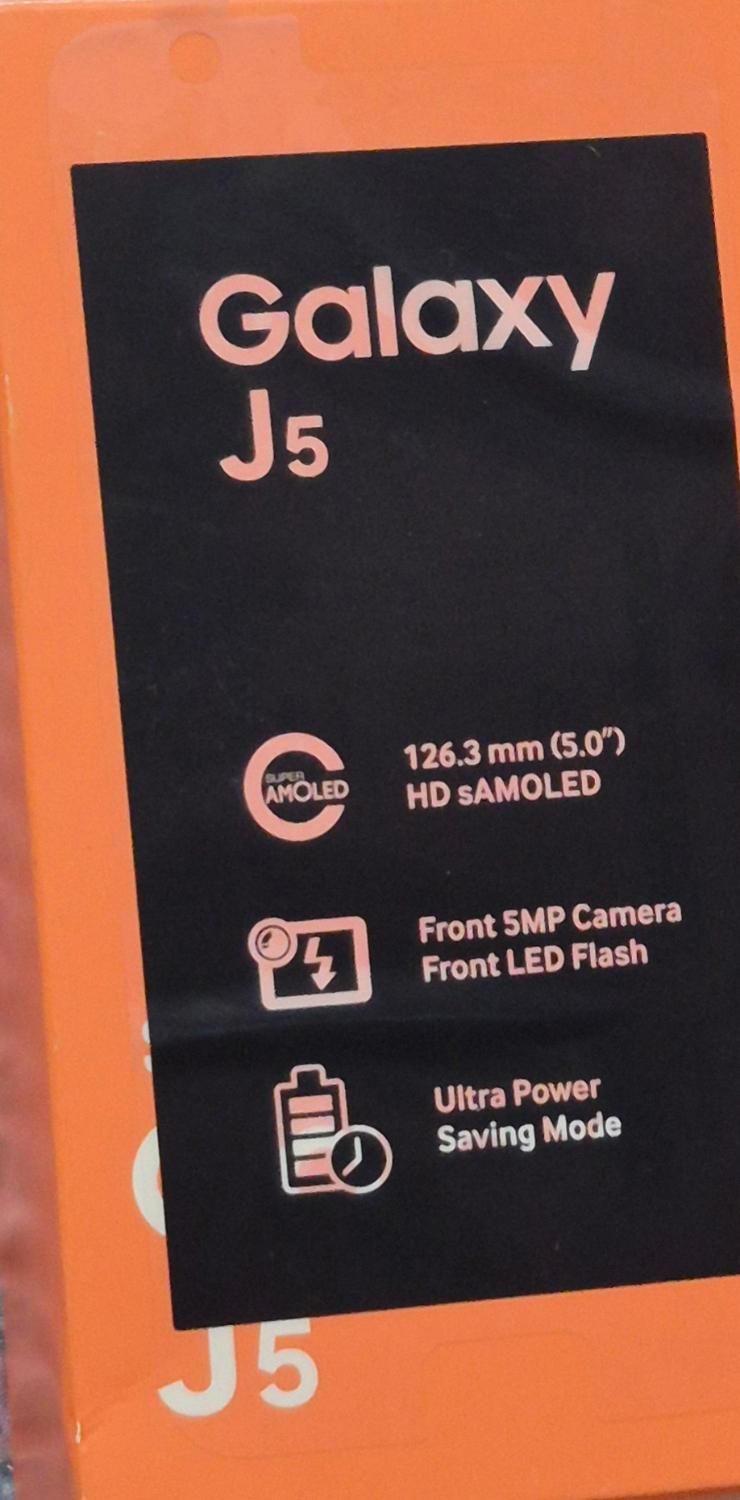 Galaxy
J5
SUPER
AMOLED
126.3 mm (5.0")
HD sAMOLED
Front 5MP Camera
Front LED Flash
Ultra Power
Saving Mode
J5